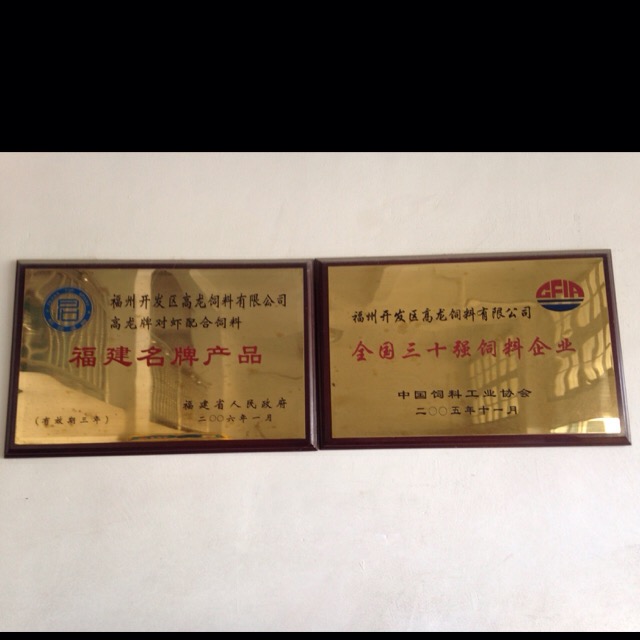 福州开发区高龙饲料有限公司
高龙牌对虾配合饲料
福建名牌产品
福建省人民政府
(有效期三年)
二〇〇六年一月
CFIA
福州开发区高龙饲料有限公司
全国三十强饲料企业
中国饲料工业协会
二〇〇五年十一月